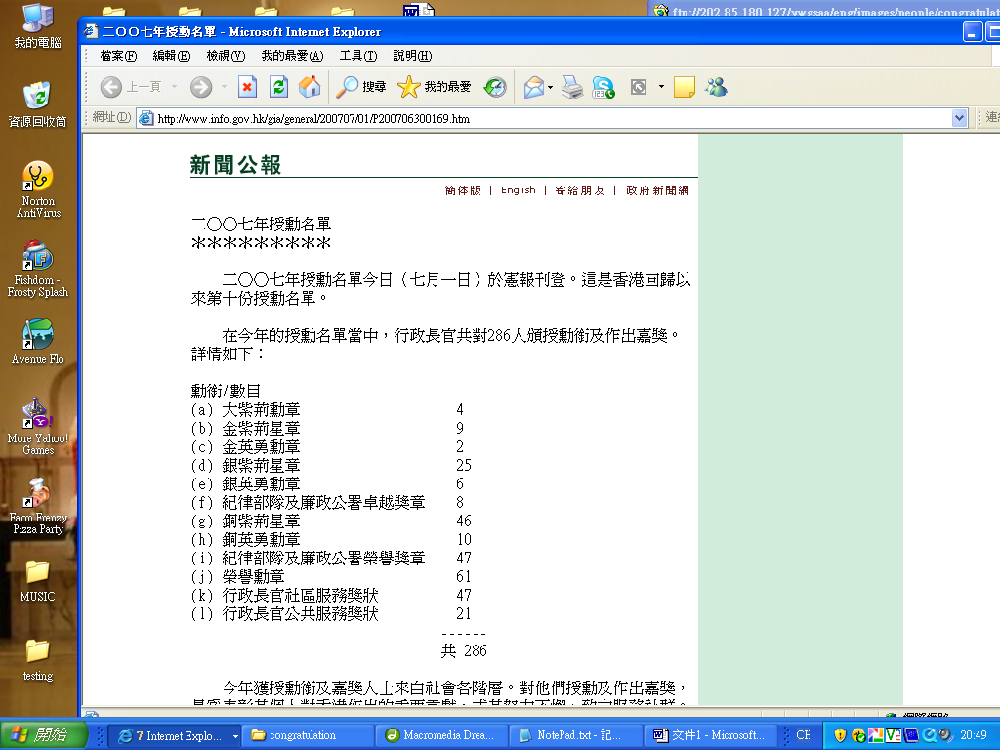 ftp://202.85.180.127/ywgsaa/eng/images/people/congratulat
二〇〇七年授勳名單 - Microsoft Internet Explorer
檔案(F) 編輯(E) 檢視(V) 我的最愛(A) 工具(T) 說明(H)
上一頁 搜尋 我的最愛
網址(D) http://www.info.gov.hk/gia/general/200707/01/P200706300169.htm
我的電腦
資源回收筒
Norton
AntiVirus
Fishdom -
Frosty Splash
Avenue Flo
More Yahoo!
Games
Farm Frenzy
Pizza Party
MUSIC
testing
新聞公報
簡体版 | English | 寄給朋友 | 政府新聞網
二〇〇七年授勳名單
*********
二〇〇七年授勳名單今日（七月一日）於憲報刊登。這是香港回歸以
來第十份授勳名單。
在今年的授勳名單當中，行政長官共對286人頒授勳銜及作出嘉獎。
詳情如下：
勳銜/數目
(a) 大紫荊勳章 4
(b) 金紫荊星章 9
(c) 金英勇勳章 2
(d) 銀紫荊星章 25
(e) 銀英勇勳章 6
(f) 紀律部隊及廉政公署卓越獎章 8
(g) 銅紫荊星章 46
(h) 銅英勇勳章 10
(i) 紀律部隊及廉政公署榮譽獎章 47
(j) 榮譽勳章 61
(k) 行政長官社區服務獎狀 47
(l) 行政長官公共服務獎狀 21
------
共 286
今年獲授勳銜及嘉獎人士來自社會各階層。對他們授勳及作出嘉獎，
開始 7 Internet Explo... congratulation Macromedia Drea... NotePad.txt - 記... 文件1 - Microsoft... CH 20:49